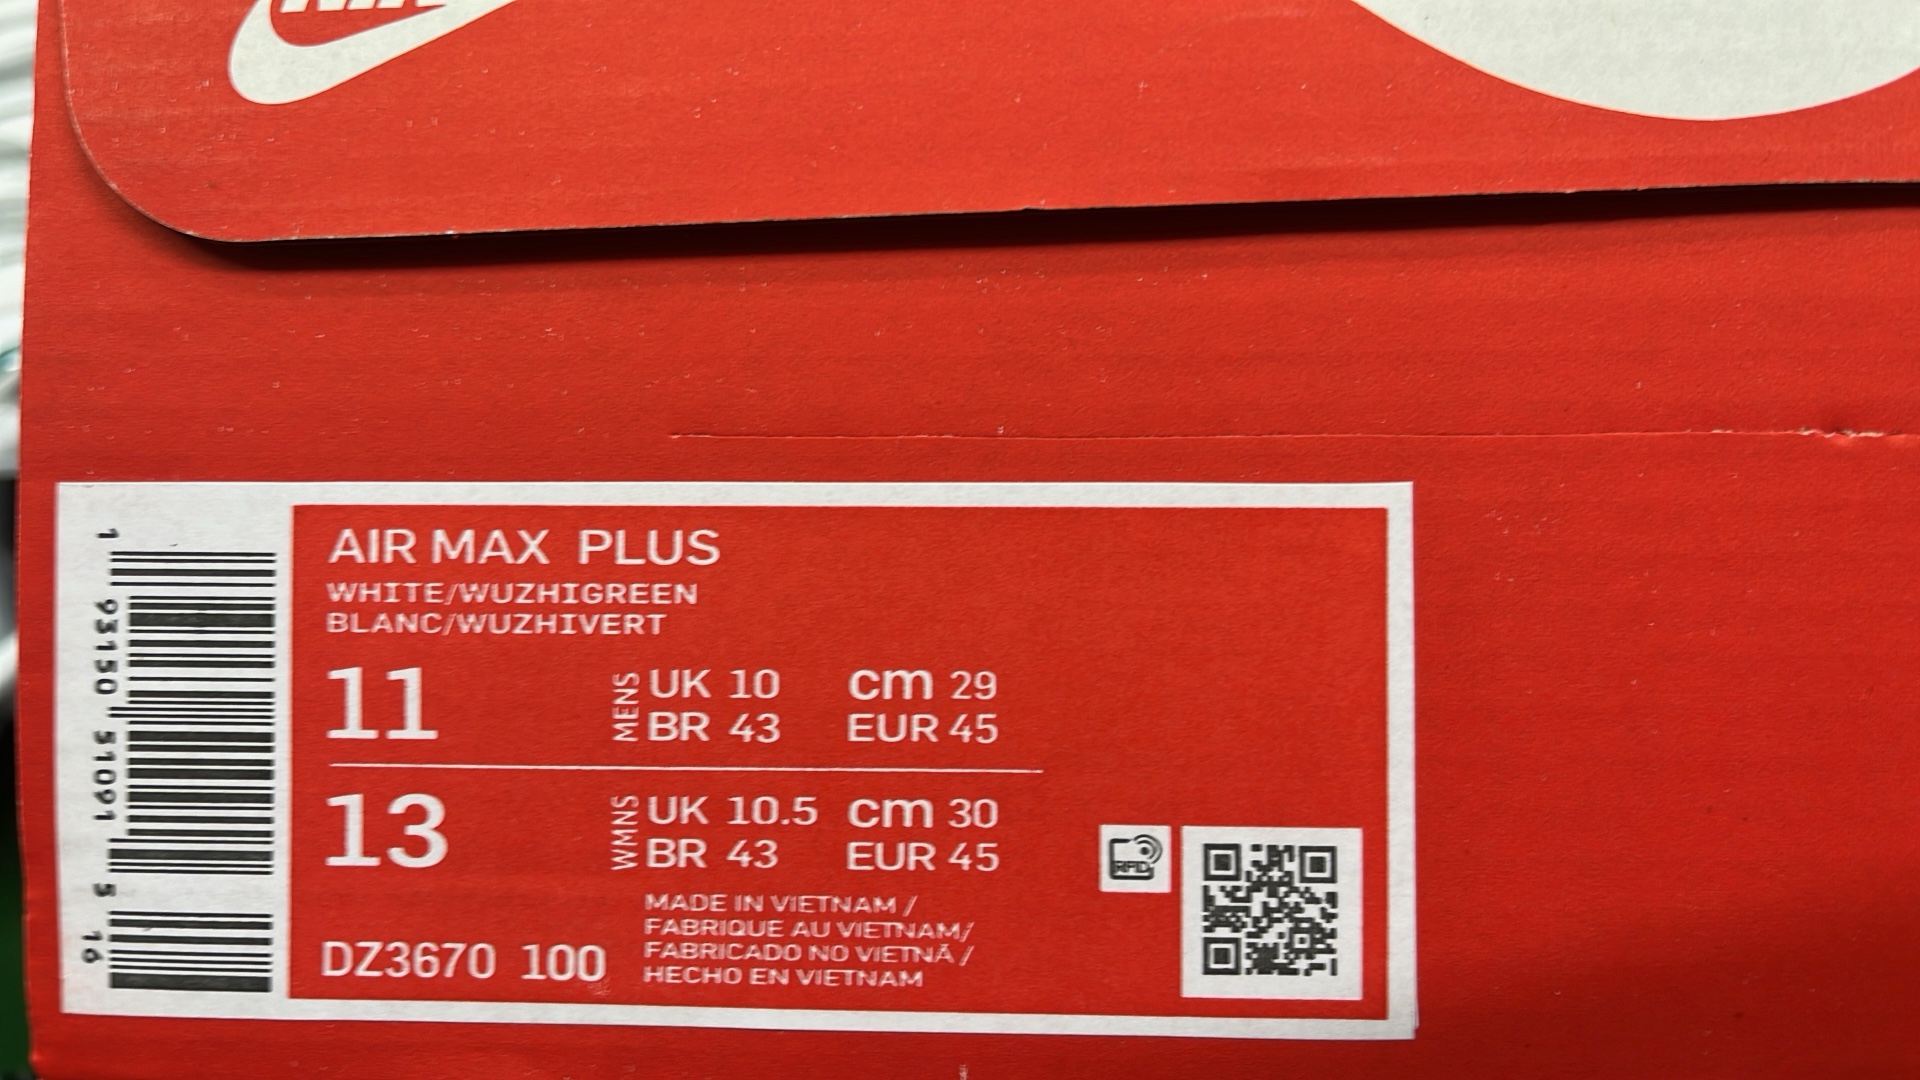 AIR MAX PLUS
WHITE/WUZHIGREEN
BLANC/WUZHIVERT
11
MENS
UK 10 cm 29
BR 43 EUR 45
13
WMNS
UK 10.5 cm 30
BR 43 EUR 45
DZ3670 100
MADE IN VIETNAM /
FABRIQUE AU VIETNAM/
FABRICADO NO VIETNÃ /
HECHO EN VIETNAM
RFID
1 93150 51091 5 16